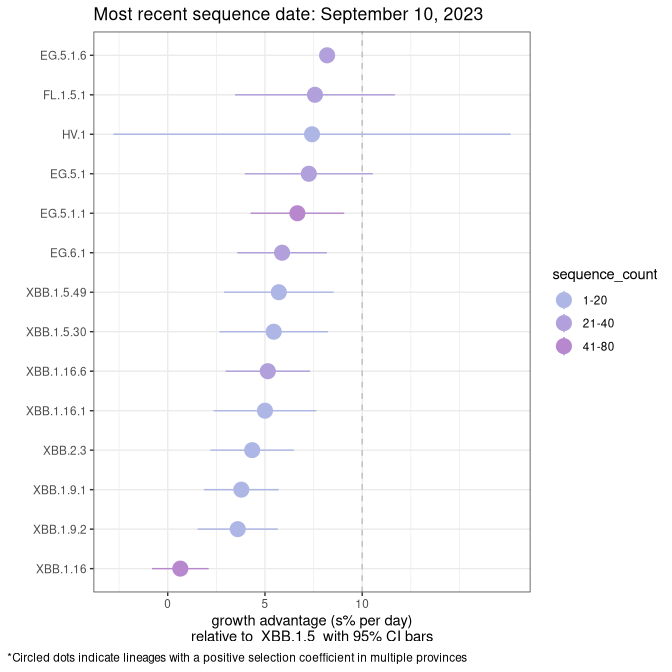 Most recent sequence date: September 10, 2023
EG.5.1.6
FL.1.5.1
HV.1
EG.5.1
EG.5.1.1
EG.6.1
XBB.1.5.49
XBB.1.5.30
XBB.1.16.6
XBB.1.16.1
XBB.2.3
XBB.1.9.1
XBB.1.9.2
XBB.1.16
0 5 10
growth advantage (s% per day)
relative to  XBB.1.5  with 95% CI bars
sequence_count
1-20
21-40
41-80
*Circled dots indicate lineages with a positive selection coefficient in multiple provinces